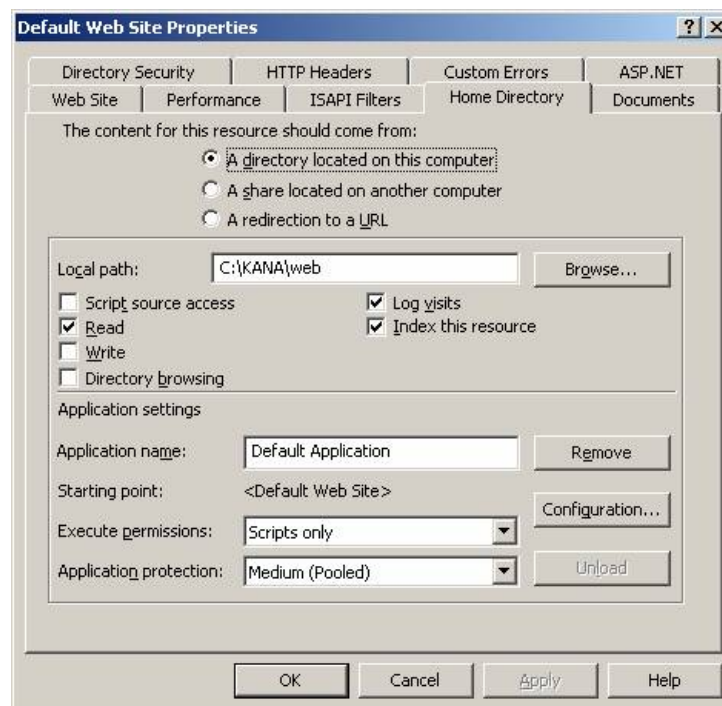 Default Web Site Properties
Directory Security HTTP Headers Custom Errors ASP.NET
Web Site Performance ISAPI Filters Home Directory Documents
The content for this resource should come from:
A directory located on this computer
A share located on another computer
A redirection to a URL
Local path: C:\KANA\web Browse...
Script source access Log visits
Read Index this resource
Write
Directory browsing
Application settings
Application name: Default Application Remove
Starting point: <Default Web Site>
Configuration...
Execute permissions: Scripts only
Application protection: Medium (Pooled) Unload
OK Cancel Apply Help